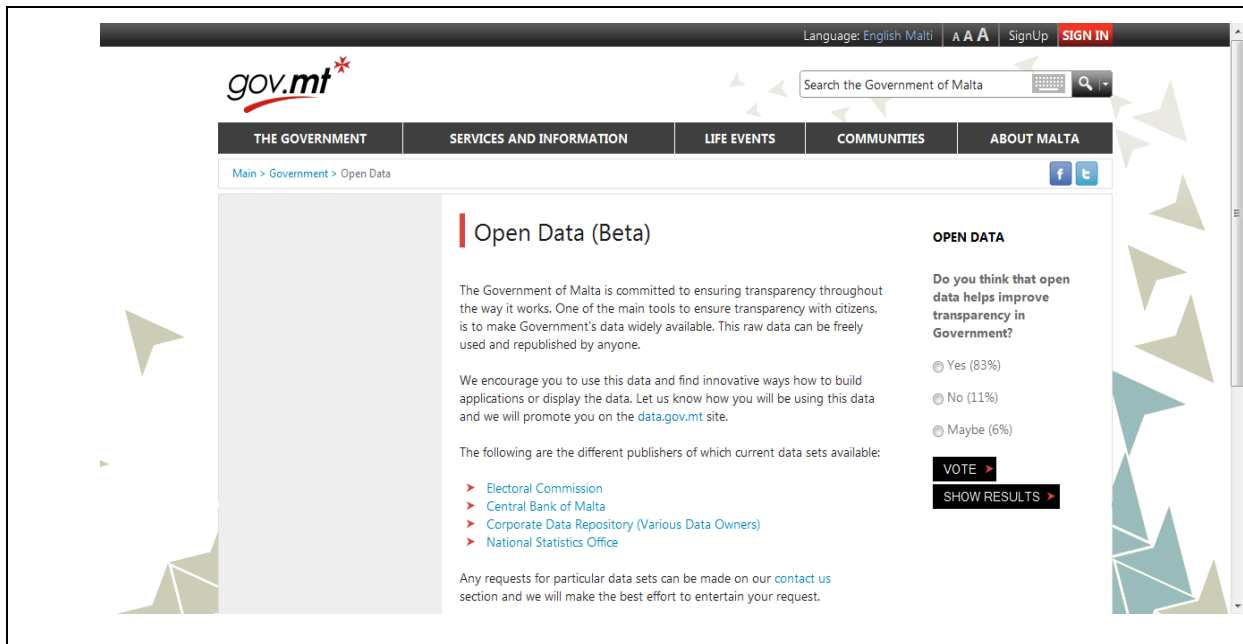 Language: English Malti A A A SignUp SIGN IN
gov.mt
Search the Government of Malta
THE GOVERNMENT SERVICES AND INFORMATION LIFE EVENTS COMMUNITIES ABOUT MALTA
Main > Government > Open Data
f t
Open Data (Beta)
The Government of Malta is committed to ensuring transparency throughout
the way it works. One of the main tools to ensure transparency with citizens,
is to make Government's data widely available. This raw data can be freely
used and republished by anyone.
We encourage you to use this data and find innovative ways how to build
applications or display the data. Let us know how you will be using this data
and we will promote you on the data.gov.mt site.
The following are the different publishers of which current data sets available:
Electoral Commission
Central Bank of Malta
Corporate Data Repository (Various Data Owners)
National Statistics Office
Any requests for particular data sets can be made on our contact us
section and we will make the best effort to entertain your request.
OPEN DATA
Do you think that open
data helps improve
transparency in
Government?
Yes (83%)
No (11%)
Maybe (6%)
VOTE
SHOW RESULTS